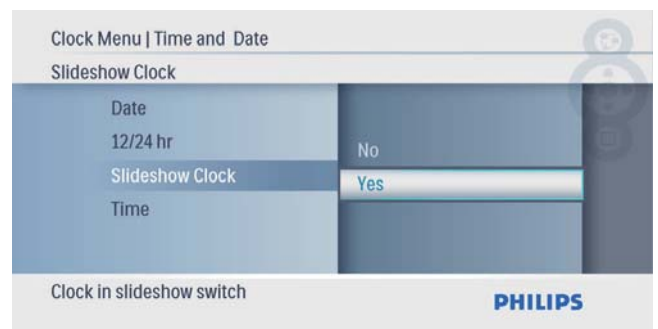 Clock Menu | Time and Date
Slideshow Clock
Date
12/24 hr
Slideshow Clock
Time
No
Yes
Clock in slideshow switch
PHILIPS